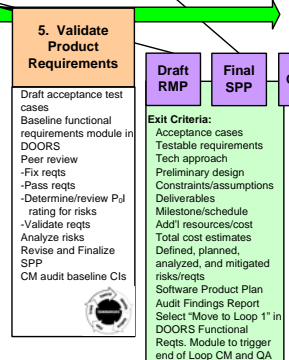 5. Validate
Product
Requirements
Draft acceptance test
cases
Baseline functional
requirements module in
DOORS
Peer review
-Fix reqts
-Pass reqts
-Determine/review P₀I
rating for risks
-Validate reqts
Analyze risks
Revise and Finalize
SPP
CM audit baseline CIs
Draft
RMP
Final
SPP
Exit Criteria:
Acceptance cases
Testable requirements
Tech approach
Preliminary design
Constraints/assumptions
Deliverables
Milestone/schedule
Add'l resources/cost
Total cost estimates
Defined, planned,
analyzed, and mitigated
risks/reqts
Software Product Plan
Audit Findings Report
Select "Move to Loop 1" in
DOORS Functional
Reqts. Module to trigger
end of Loop CM and QA